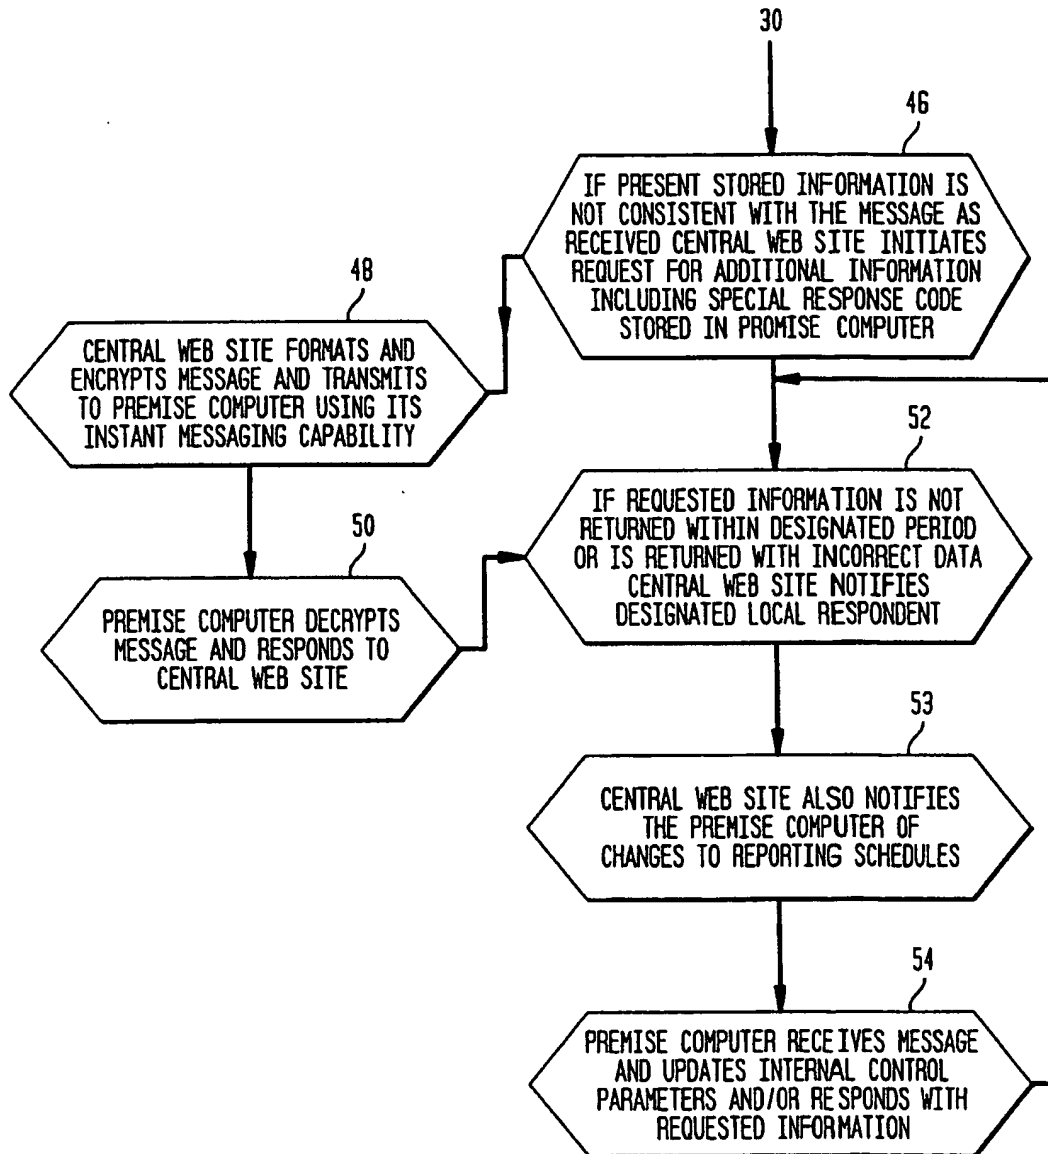 30
46
IF PRESENT STORED INFORMATION IS
NOT CONSISTENT WITH THE MESSAGE AS
RECEIVED CENTRAL WEB SITE INITIATES
REQUEST FOR ADDITIONAL INFORMATION
INCLUDING SPECIAL RESPONSE CODE
STORED IN PROMISE COMPUTER
48
CENTRAL WEB SITE FORMATS AND
ENCRYPTS MESSAGE AND TRANSMITS
TO PREMISE COMPUTER USING ITS
INSTANT MESSAGING CAPABILITY
50
PREMISE COMPUTER DECRYPTS
MESSAGE AND RESPONDS TO
CENTRAL WEB SITE
52
IF REQUESTED INFORMATION IS NOT
RETURNED WITHIN DESIGNATED PERIOD
OR IS RETURNED WITH INCORRECT DATA
CENTRAL WEB SITE NOTIFIES
DESIGNATED LOCAL RESPONDENT
53
CENTRAL WEB SITE ALSO NOTIFIES
THE PREMISE COMPUTER OF
CHANGES TO REPORTING SCHEDULES
54
PREMISE COMPUTER RECEIVES MESSAGE
AND UPDATES INTERNAL CONTROL
PARAMETERS AND/OR RESPONDS WITH
REQUESTED INFORMATION